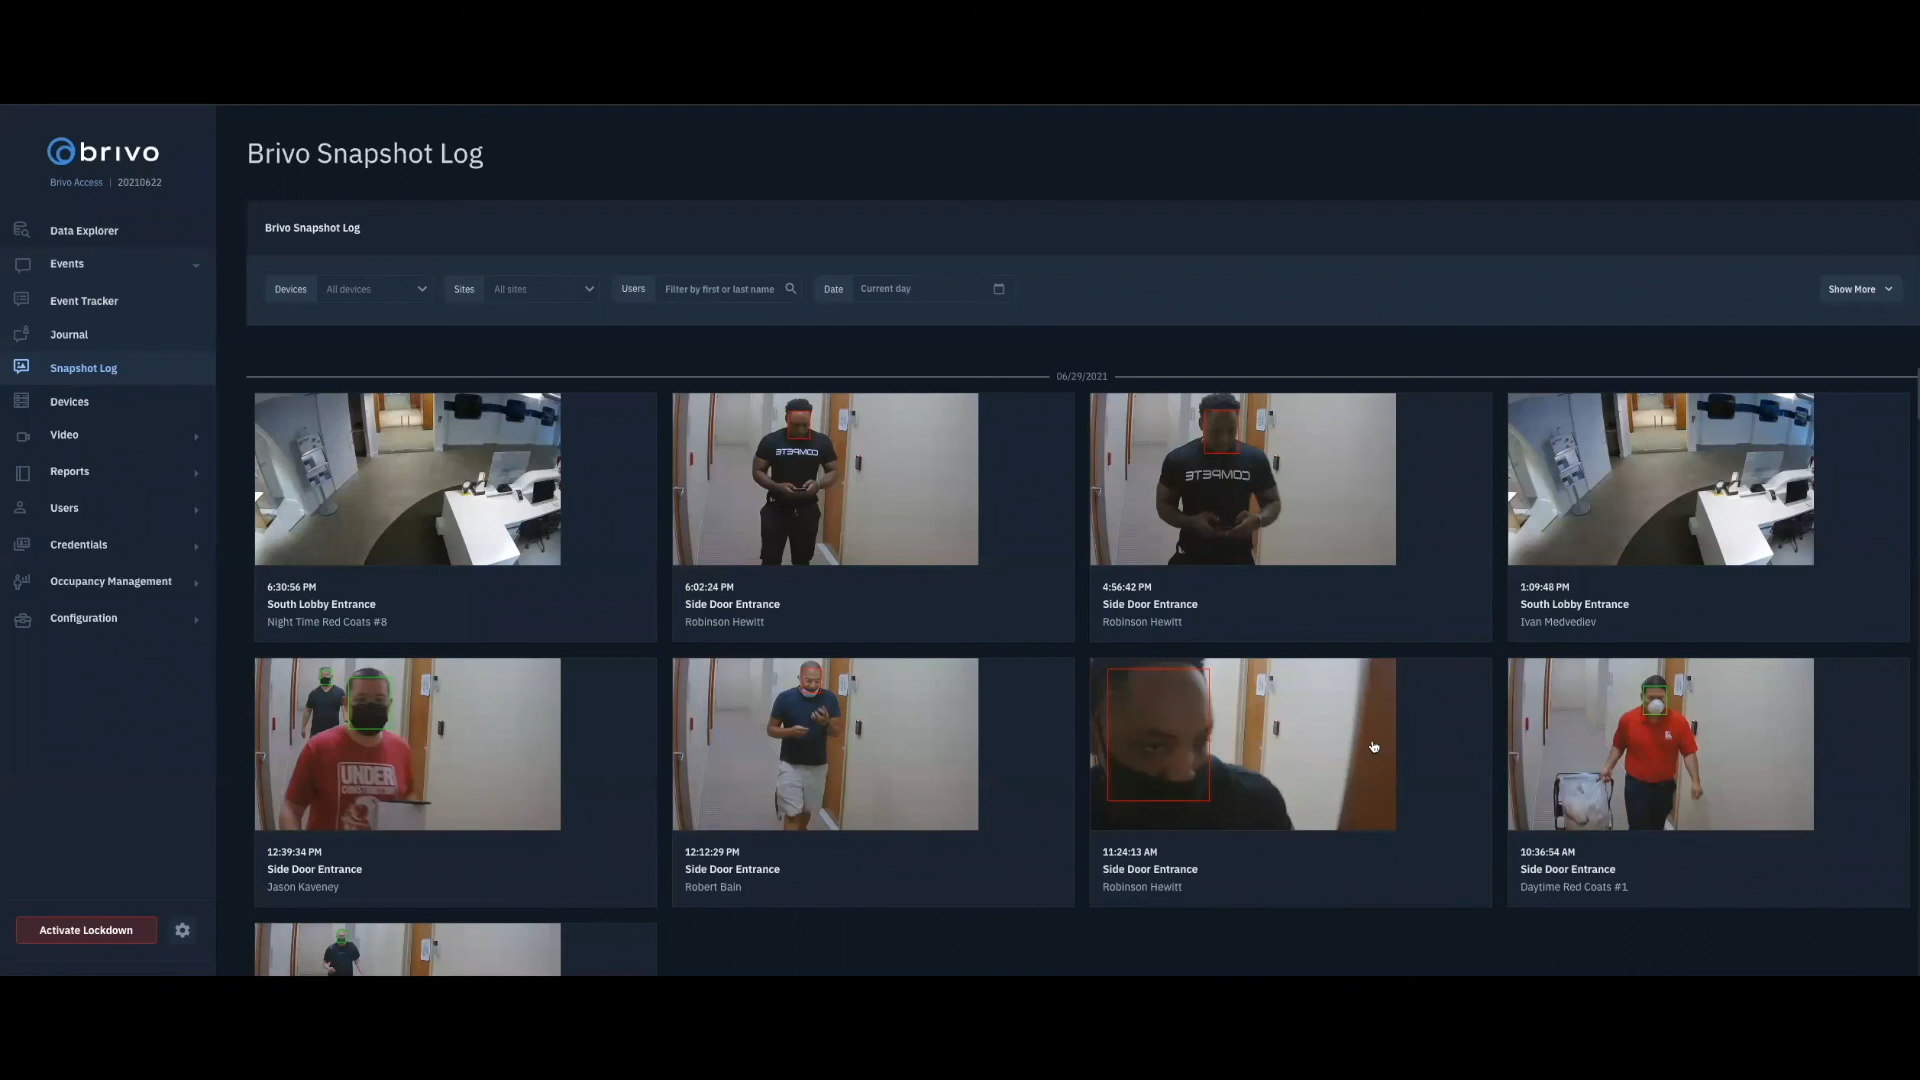 brivo
Brivo Access | 20210622
Data Explorer
Events
Event Tracker
Journal
Snapshot Log
Devices
Video
Reports
Users
Credentials
Occupancy Management
Configuration
Activate Lockdown
Brivo Snapshot Log
Brivo Snapshot Log
Devices All devices Sites All sites Users Filter by first or last name Date Current day Show More
06/29/2021
COMPETE
COMPETE
6:30:56 PM
South Lobby Entrance
Night Time Red Coats #8
6:02:24 PM
Side Door Entrance
Robinson Hewitt
4:56:42 PM
Side Door Entrance
Robinson Hewitt
1:09:48 PM
South Lobby Entrance
Ivan Medvediev
UNDER
CONSTRUCTION
12:39:34 PM
Side Door Entrance
Jason Kaveney
12:12:29 PM
Side Door Entrance
Robert Bain
11:24:13 AM
Side Door Entrance
Robinson Hewitt
10:36:54 AM
Side Door Entrance
Daytime Red Coats #1